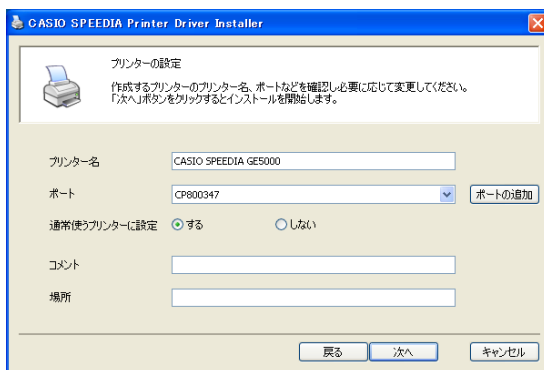 CASIO SPEEDIA Printer Driver Installer
プリンターの設定
作成するプリンターのプリンター名、ポートなどを確認し必要に応じて変更してください。
「次へ」ボタンをクリックするとインストールを開始します。
プリンター名 CASIO SPEEDIA GE5000
ポート CP800347 ポートの追加
通常使うプリンターに設定 する しない
コメント
場所
戻る 次へ キャンセル